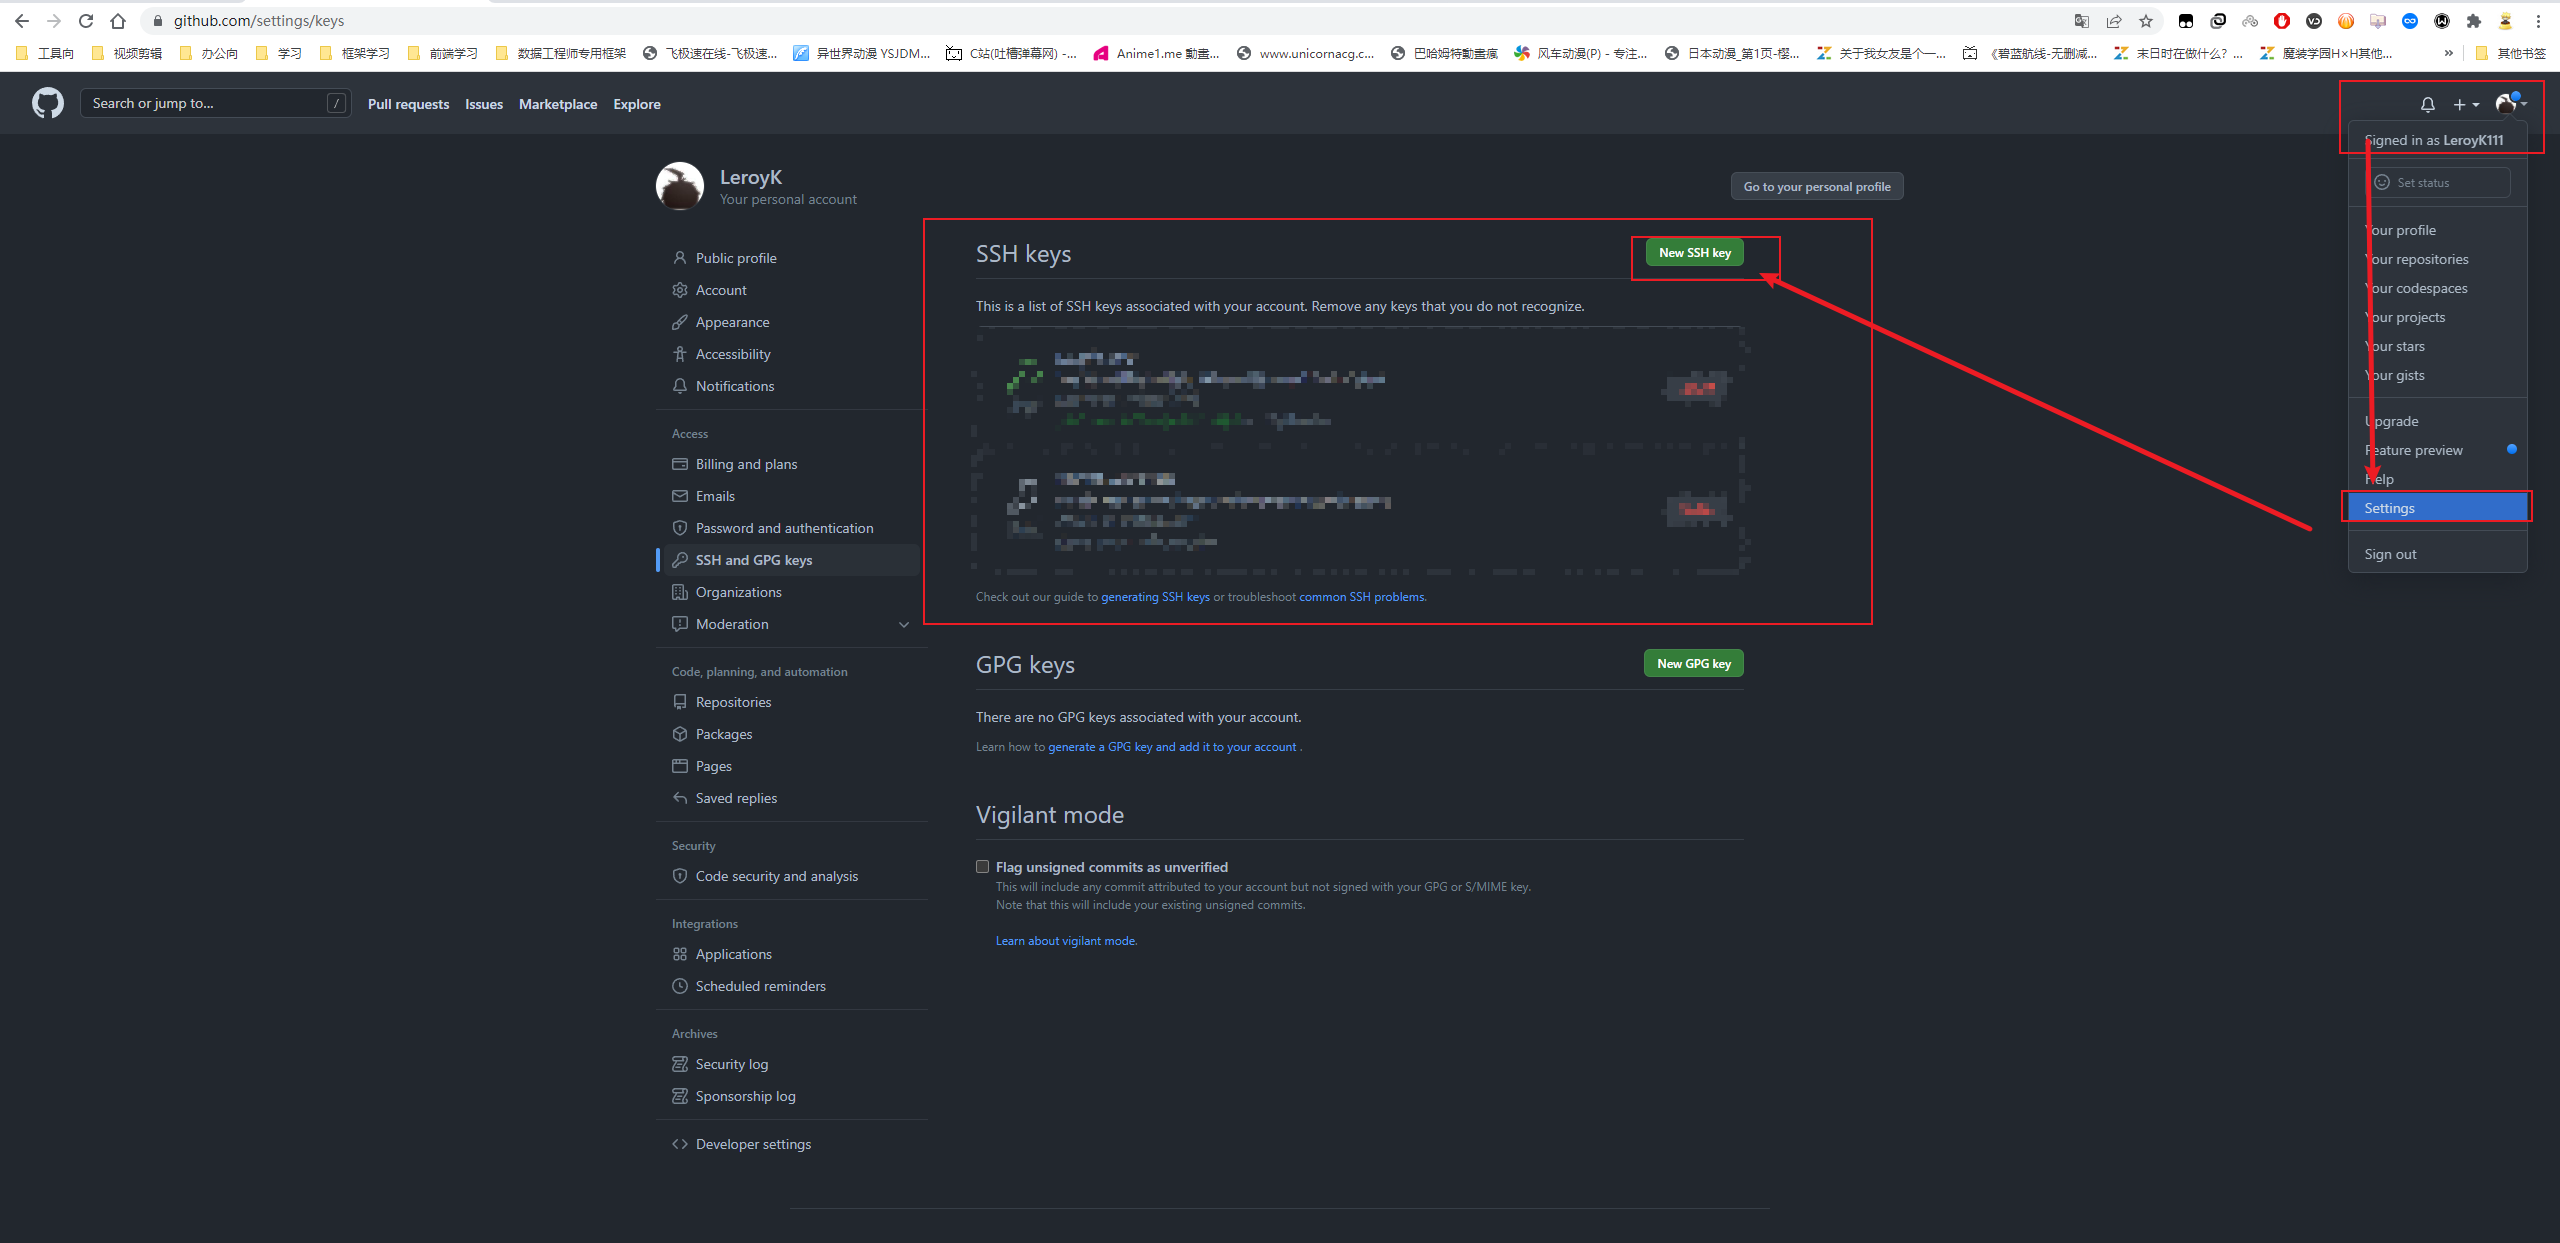 github.com/settings/keys
工具向 视频剪辑 办公向 学习 框架学习 前端学习 数据工程师专用框架 飞极速在线-飞极速... 异世界动漫 YSJDM... C站(吐槽弹幕网) -... Anime1.me 動畫... www.unicornacg.c... 巴哈姆特動畫瘋 风车动漫(P) - 专注... 日本动漫_第1页-樱... 关于我女友是个一... 《碧蓝航线-无删减... 末日时在做什么? ... 魔装学园H×H其他... » 其他书签
Search or jump to... / Pull requests Issues Marketplace Explore
Signed in as LeroyK111
Set status
Your profile
Your repositories
Your codespaces
Your projects
Your stars
Your gists
Upgrade
Feature preview
Help
Settings
Sign out
LeroyK
Your personal account
Go to your personal profile
Public profile
Account
Appearance
Accessibility
Notifications
Access
Billing and plans
Emails
Password and authentication
SSH and GPG keys
Organizations
Moderation
Code, planning, and automation
Repositories
Packages
Pages
Saved replies
Security
Code security and analysis
Integrations
Applications
Scheduled reminders
Archives
Security log
Sponsorship log
Developer settings
SSH keys
New SSH key
This is a list of SSH keys associated with your account. Remove any keys that you do not recognize.
Check out our guide to generating SSH keys or troubleshoot common SSH problems.
GPG keys
New GPG key
There are no GPG keys associated with your account.
Learn how to generate a GPG key and add it to your account .
Vigilant mode
Flag unsigned commits as unverified
This will include any commit attributed to your account but not signed with your GPG or S/MIME key.
Note that this will include your existing unsigned commits.
Learn about vigilant mode.